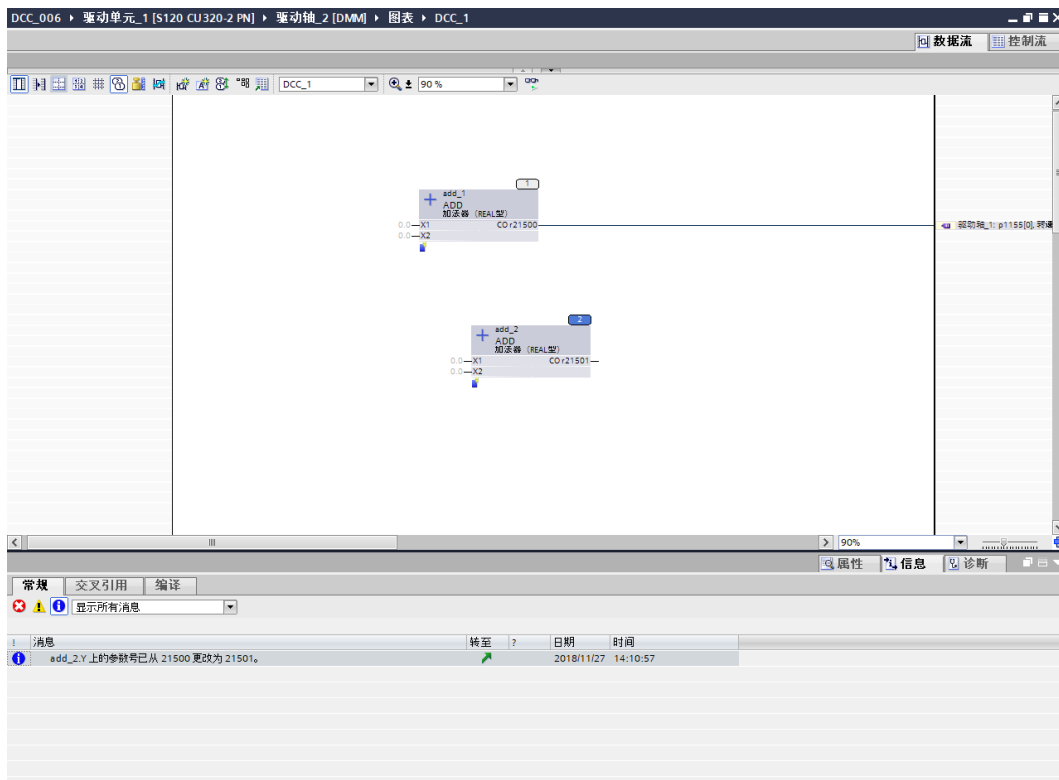 DCC_006 ▸ 驱动单元_1 [S120 CU320-2 PN] ▸ 驱动轴_2 [DMM] ▸ 图表 ▸ DCC_1
数据流 控制流
DCC_1 90 %
1
add_1
ADD
加法器（REAL型）
0.0 X1 CO r21500
0.0 X2
驱动轴_1: p1155[0], 转速
2
add_2
ADD
加法器（REAL型）
0.0 X1 CO r21501
0.0 X2
90%
属性 信息 诊断
常规 交叉引用 编译
显示所有消息
! 消息 转至 ? 日期 时间
add_2.Y 上的参数号已从 21500 更改为 21501。 2018/11/27 14:10:57